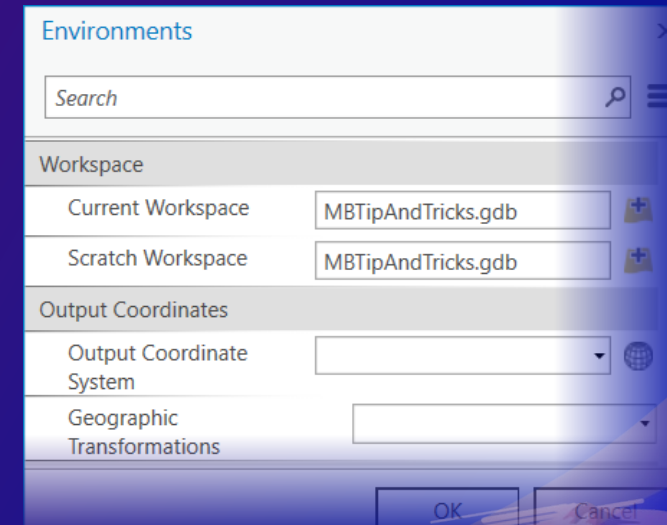 Environments
Search
Workspace
Current Workspace MBTipAndTricks.gdb
Scratch Workspace MBTipAndTricks.gdb
Output Coordinates
Output Coordinate
System
Geographic
Transformations
OK Cancel